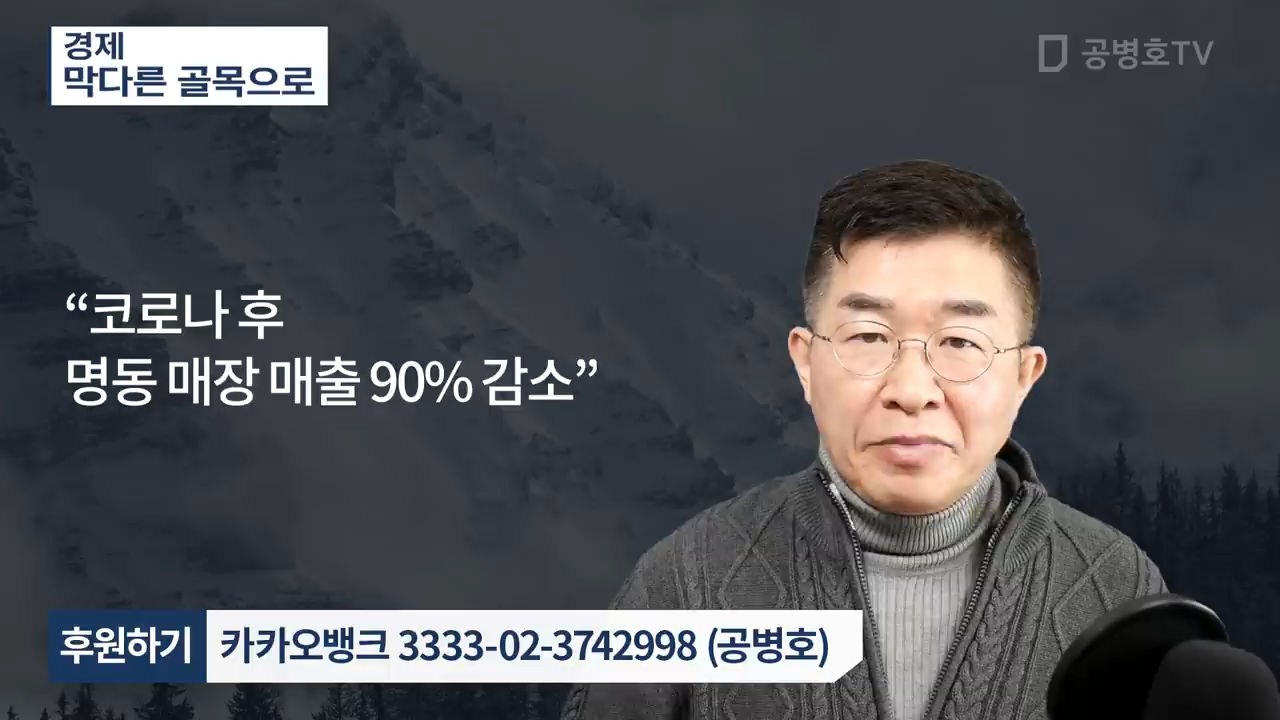 경제
막다른 골목으로
공병호TV
“코로나 후
명동 매장 매출 90% 감소”
후원하기 카카오뱅크 3333-02-3742998 (공병호)